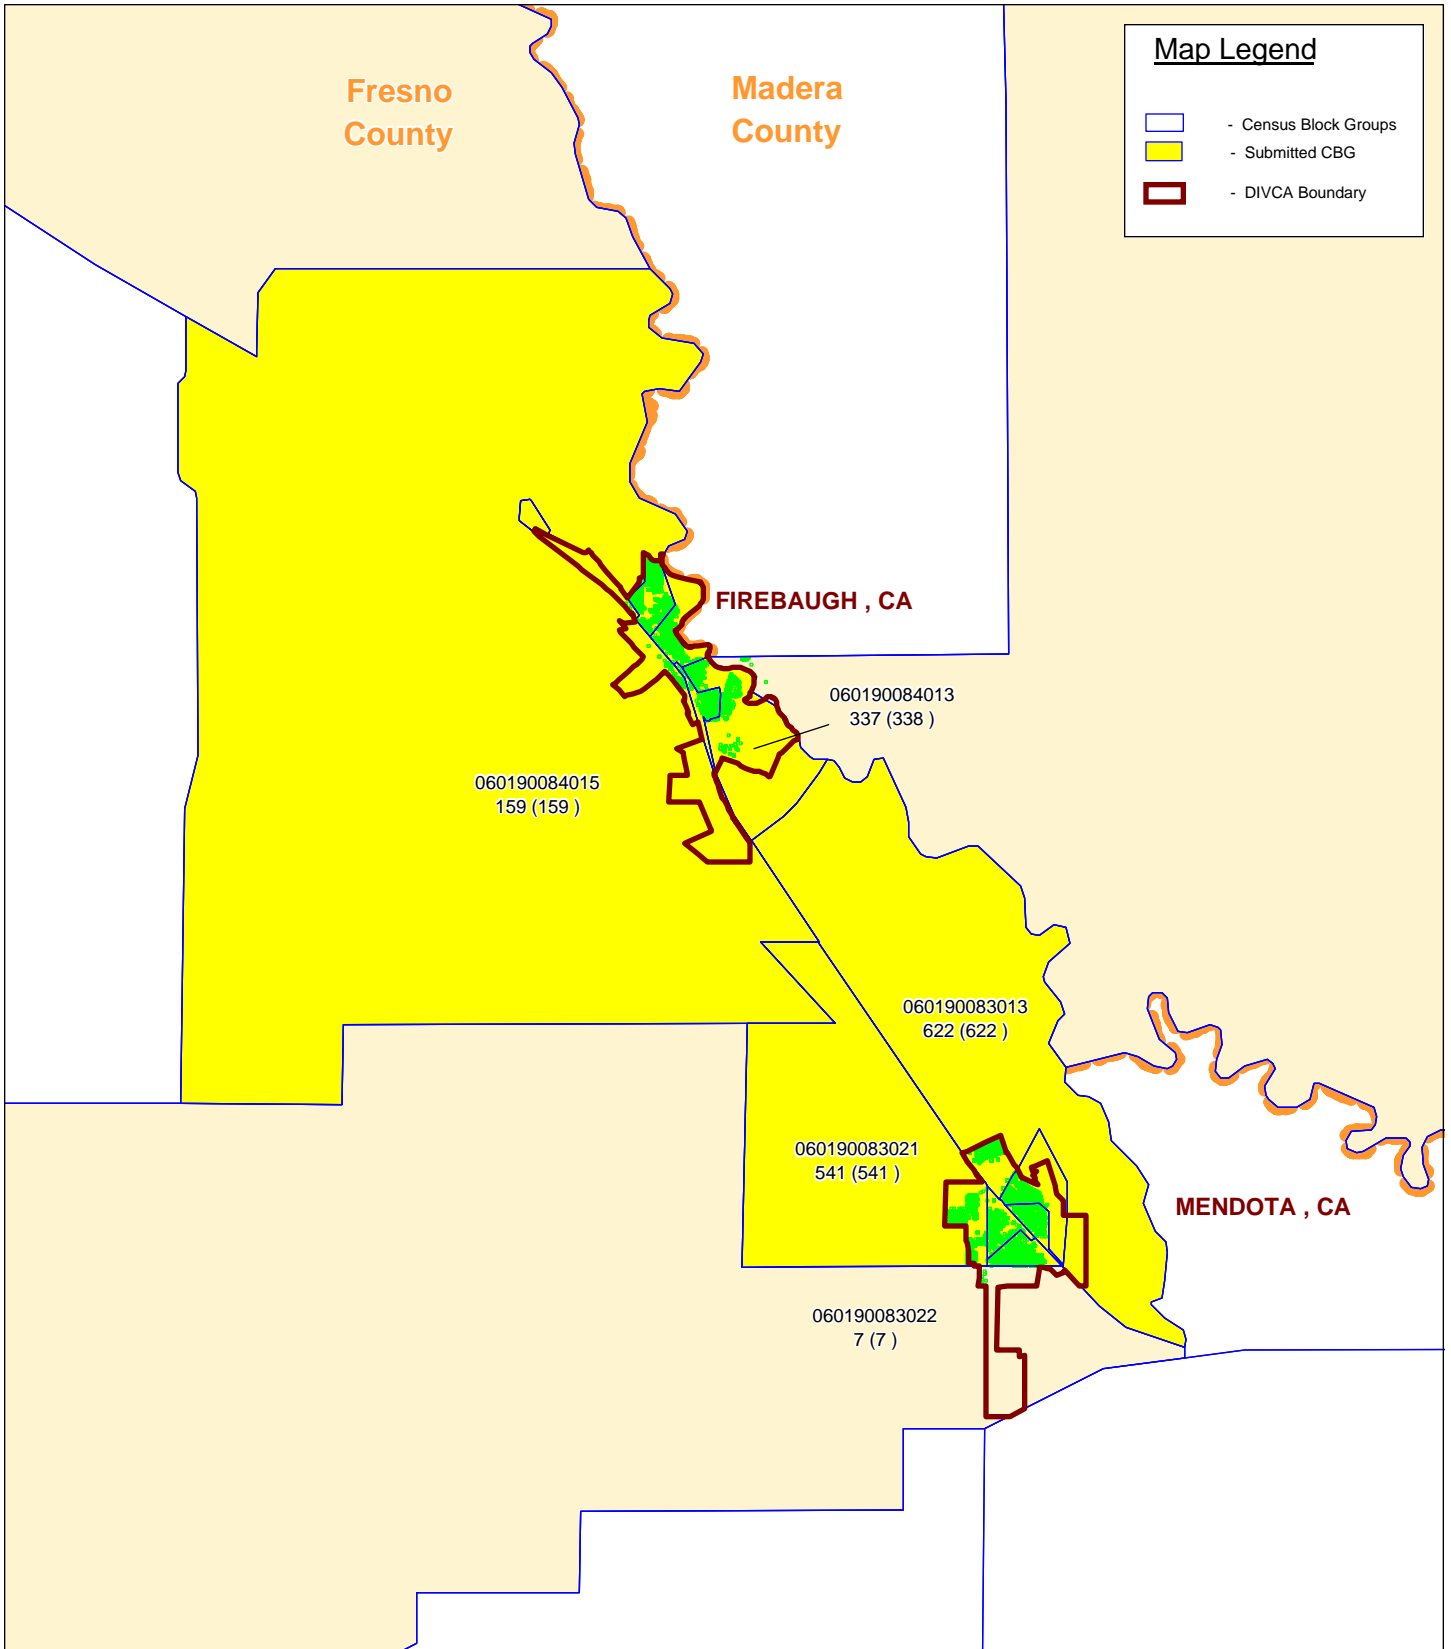 Map Legend
- Census Block Groups
- Submitted CBG
- DIVCA Boundary
Fresno
County
Madera
County
FIREBAUGH , CA
060190084013
337 (338 )
060190084015
159 (159 )
060190083013
622 (622 )
060190083021
541 (541 )
MENDOTA , CA
060190083022
7 (7 )